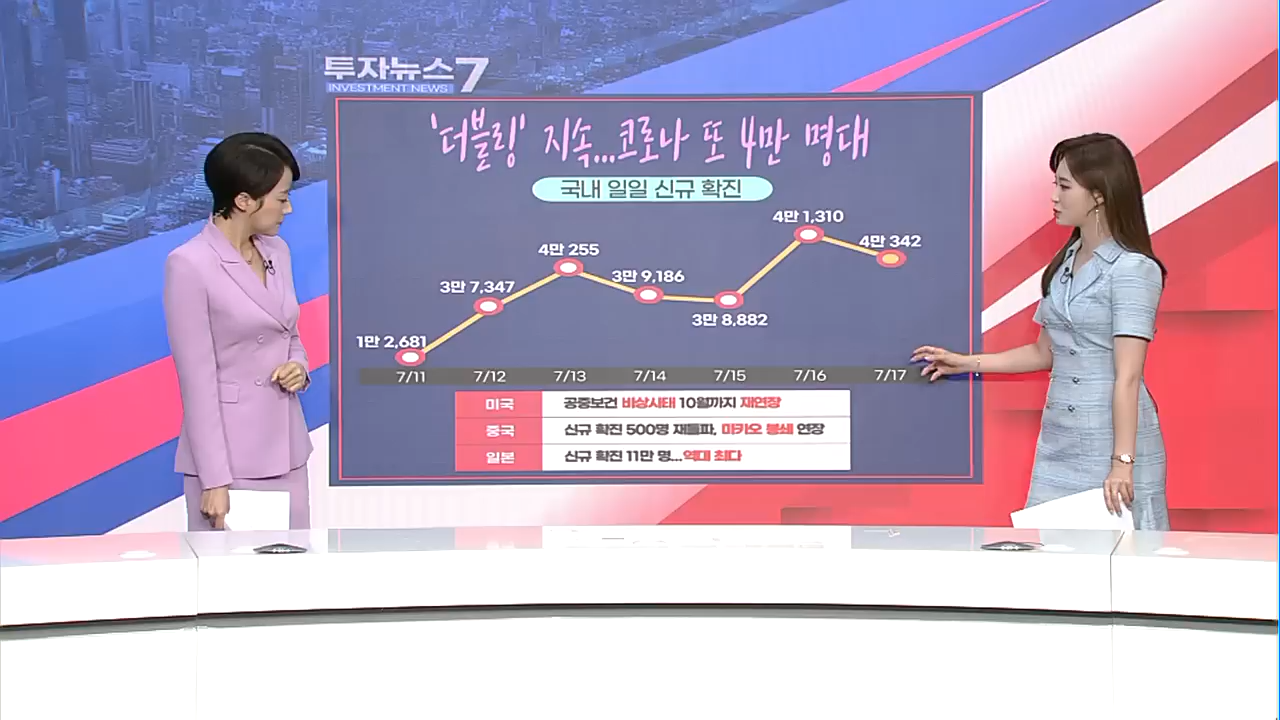 투자뉴스7
INVESTMENT NEWS
'더블링' 지속...코로나 또 4만 명대
국내 일일 신규 확진
1만 2,681
3만 7,347
4만 255
3만 9,186
3만 8,882
4만 1,310
4만 342
7/11 7/12 7/13 7/14 7/15 7/16 7/17
미국 공중보건 비상시태 10월까지 재연장
중국 신규 확진 500명 재돌파, 마카오 봉쇄 연장
일본 신규 확진 11만 명...역대 최다